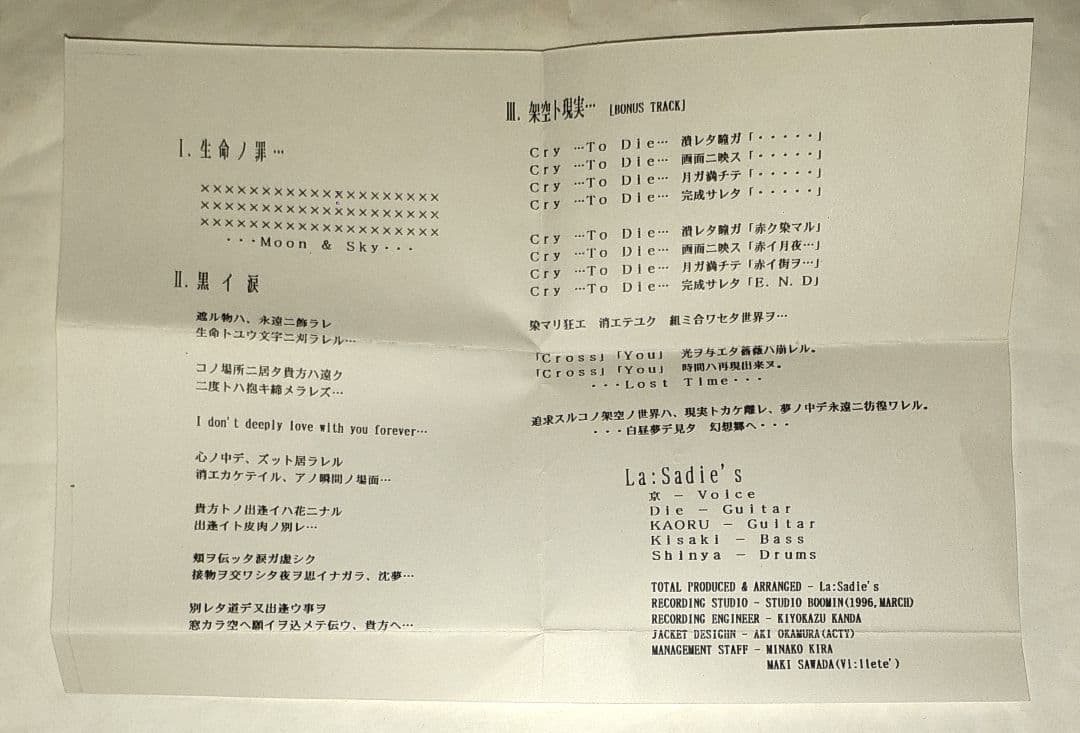 Ⅰ.生命ノ罪…
××××××××××××××××××××
××××××××××××××××××××
××××××××××××××××××××
・・・Moon & Sky・・・
Ⅱ.黒イ涙
遮ル物ハ、永遠ニ飾ラレ
生命トユウ文字ニ刈ラレル…
コノ場所ニ居タ貴方ハ遠ク
二度トハ抱キ締メラレズ…
I don't deeply love with you forever…
心ノ中デ、ズット居ラレル
消エカケテイル、アノ瞬間ノ場面…
貴方トノ出逢イハ花ニナル
出逢イト皮肉ノ別レ…
頬ヲ伝ッタ涙ガ虚シク
接物ヲ交ワシタ夜ヲ思イナガラ、沈夢…
別レタ道デ又出逢ウ事ヲ
窓カラ空ヘ願イヲ込メテ伝ウ、貴方ヘ…
Ⅲ.架空ト現実… [BONUS TRACK]
Cry …To Die… 潰レタ瞳ガ「・・・・・」
Cry …To Die… 画面ニ映ス「・・・・・」
Cry …To Die… 月ガ満チテ「・・・・・」
Cry …To Die… 完成サレタ「・・・・・」
Cry …To Die… 潰レタ瞳ガ「赤ク染マル」
Cry …To Die… 画面ニ映ス「赤イ月夜…」
Cry …To Die… 月ガ満チテ「赤イ街ヲ…」
Cry …To Die… 完成サレタ「E.N.D」
染マリ狂エ 消エテユク 組ミ合ワセタ世界ヲ…
「Cross」「You」 光ヲ与エタ薔薇ハ崩レル。
「Cross」「You」 時間ハ再現出来ヌ。
・・・Lost TIme・・・
追求スルコノ架空ノ世界ハ、現実トカケ離レ、夢ノ中デ永遠ニ彷徨ワレル。
・・・白昼夢デ見タ 幻想郷ヘ・・・
La:Sadie's
京 － Voice
Die － Guitar
KAORU － Guitar
Kisaki － Bass
Shinya － Drums
TOTAL PRODUCED & ARRANGED - La:Sadie's
RECORDING STUDIO - STUDIO BOOMIN(1996,MARCH)
RECORDING ENGINEER - KIYOKAZU KANDA
JACKET DESIGHN - AKI OKAMURA(ACTY)
MANAGEMENT STAFF - MINAKO KIRA
MAKI SAWADA(Vi:llete')